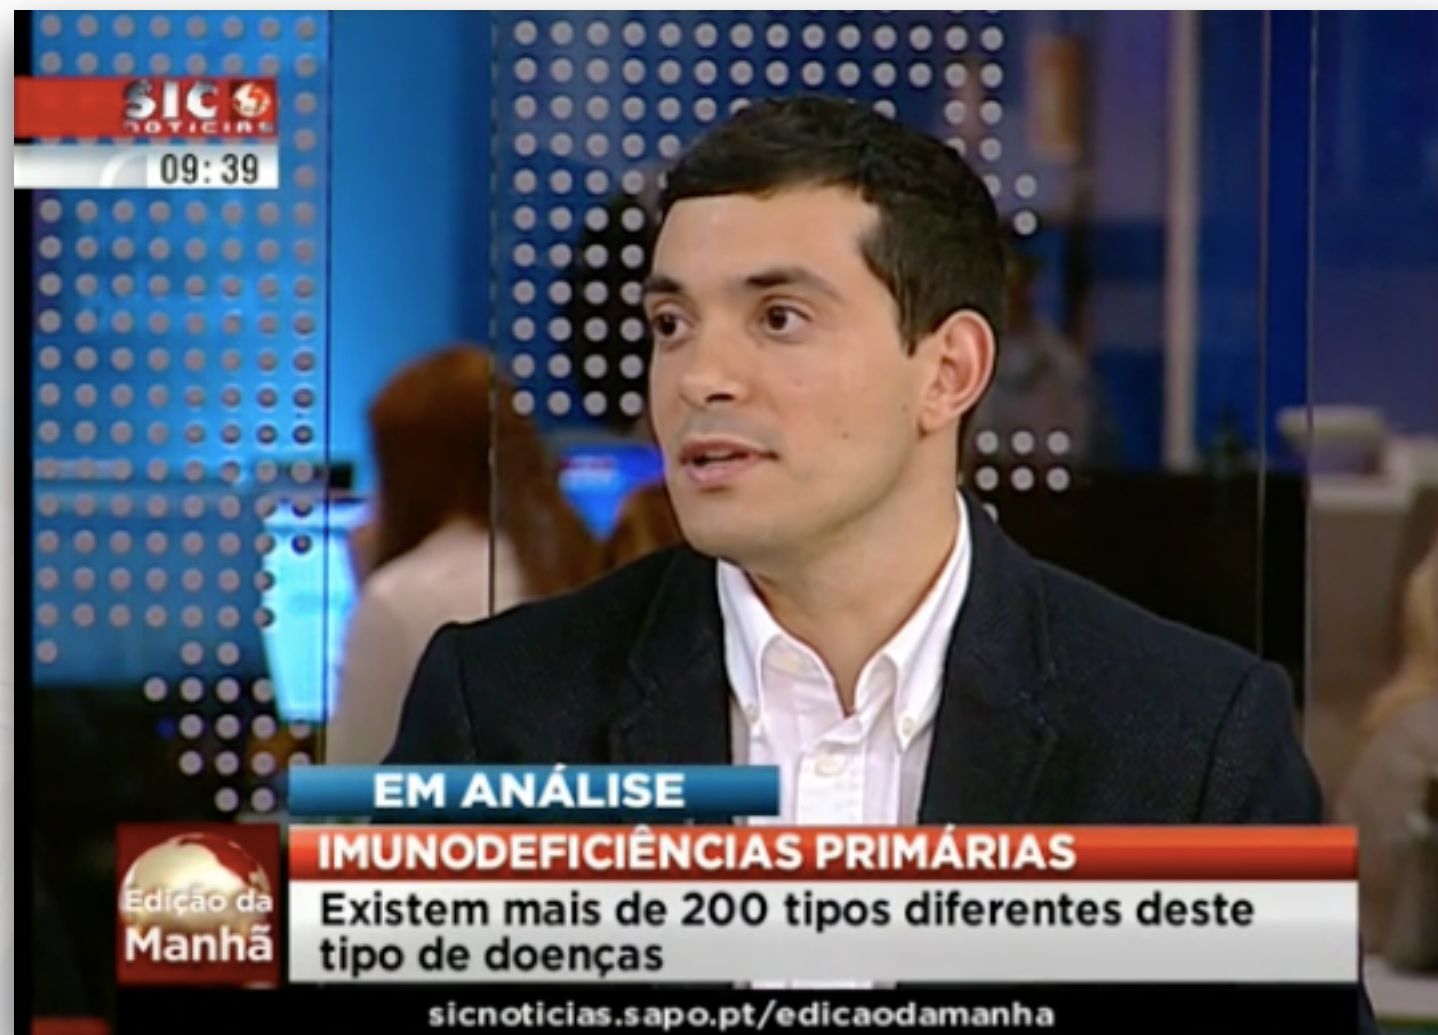 SIC
NOTÍCIAS
09:39
EM ANÁLISE
IMUNODEFICIÊNCIAS PRIMÁRIAS
Edição da
Manhã
Existem mais de 200 tipos diferentes deste
tipo de doenças
sicnoticias.sapo.pt/edicaodamanha